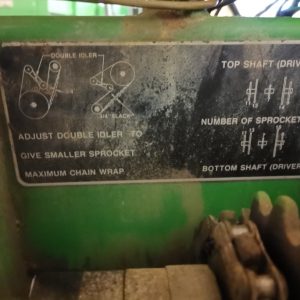 DOUBLE IDLER
3/4" SLACK
ADJUST DOUBLE IDLER TO
GIVE SMALLER SPROCKET
MAXIMUM CHAIN WRAP
TOP SHAFT (DRIV
NUMBER OF SPROCKET
BOTTOM SHAFT (DRIVER